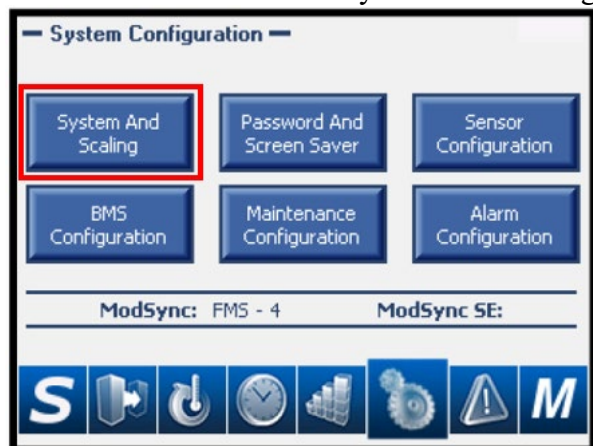 System Configuration
System And
Scaling
Password And
Screen Saver
Sensor
Configuration
BMS
Configuration
Maintenance
Configuration
Alarm
Configuration
ModSync: FMS - 4 ModSync SE:
S M